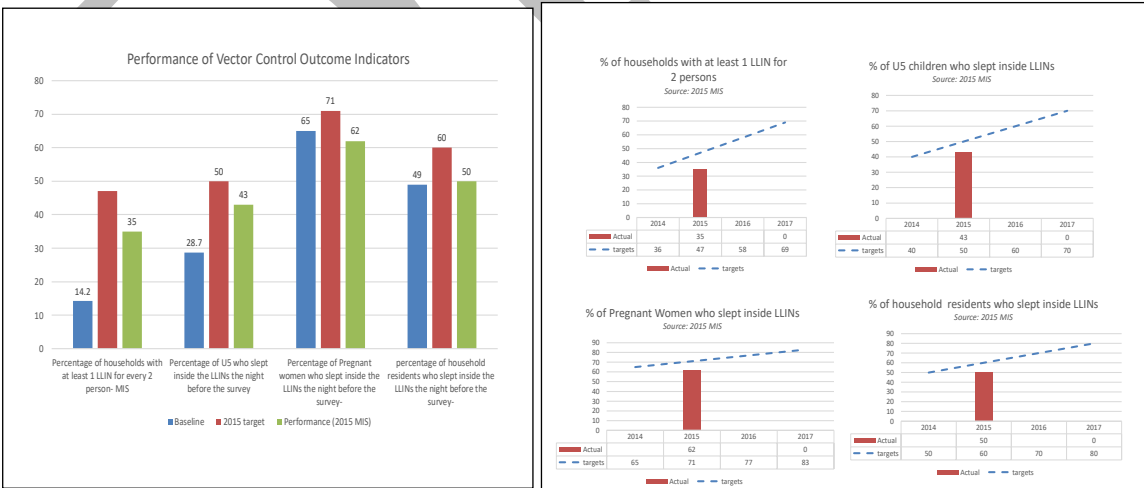 Performance of Vector Control Outcome Indicators
80
70
60
50
40
30
20
10
0
14.2
35
28.7
50
43
65
71
62
49
60
50
Percentage of households with
at least 1 LLIN for every 2
person- MIS
Percentage of U5 who slept
inside the LLINs the night
before the survey
Percentage of Pregnant
women who slept inside the
LLINs the night before the
survey-
percentage of household
residents who slept inside the
LLINs the night before the
survey-
Baseline 2015 target Performance (2015 MIS)
% of households with at least 1 LLIN for
2 persons
Source: 2015 MIS
80
70
60
50
40
30
20
10
0
2014 2015 2016 2017
Actual 35 0
targets 36 47 58 69
Actual targets
% of U5 children who slept inside LLINs
Source: 2015 MIS
80
70
60
50
40
30
20
10
0
2014 2015 2016 2017
Actual 43 0
targets 40 50 60 70
Actual targets
% of Pregnant Women who slept inside LLINs
Source: 2015 MIS
90
80
70
60
50
40
30
20
10
0
2014 2015 2016 2017
Actual 62 0
targets 65 71 77 83
Actual targets
% of household residents who slept inside LLINs
Source: 2015 MIS
90
80
70
60
50
40
30
20
10
0
2014 2015 2016 2017
Actual 50 0
targets 50 60 70 80
Actual targets